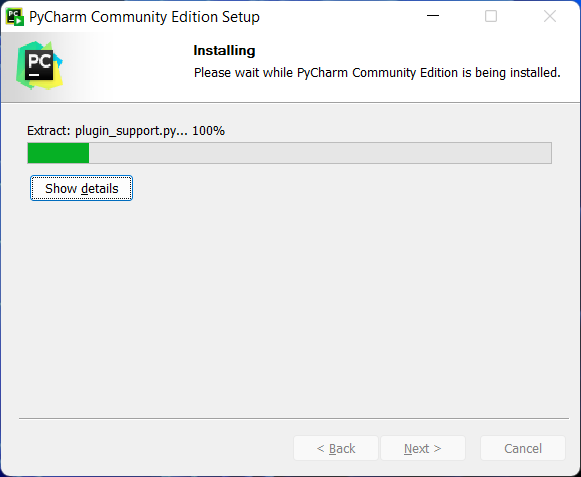 PC PyCharm Community Edition Setup
PC
Installing
Please wait while PyCharm Community Edition is being installed.
Extract: plugin_support.py... 100%
Show details
< Back
Next >
Cancel